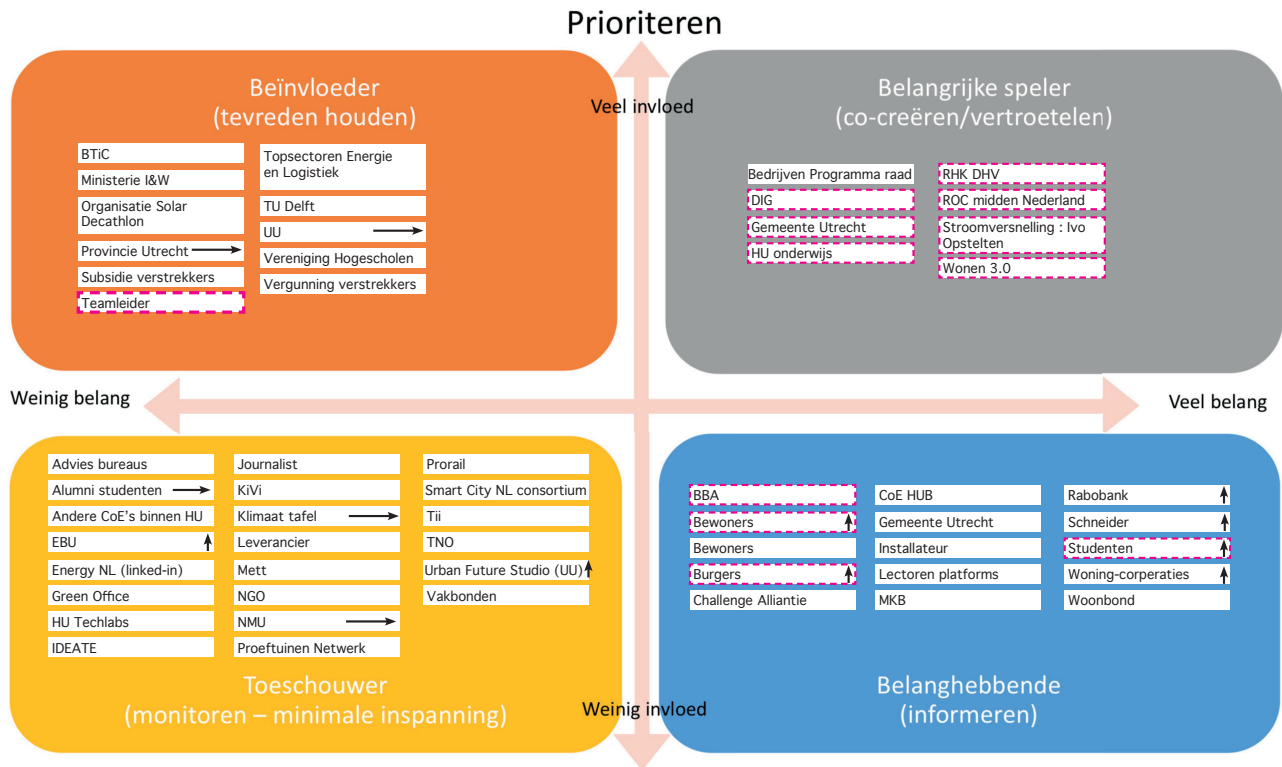 Prioriteren
Beïnvloeder
(tevreden houden)
BTiC
Ministerie I&W
Organisatie Solar
Decathlon
Provincie Utrecht
Subsidie verstrekkers
Teamleider
Topsectoren Energie
en Logistiek
TU Delft
UU
Vereniging Hogescholen
Vergunning verstrekkers
Veel invloed
Belangrijke speler
(co-creëren/vertroetelen)
Bedrijven Programma raad
DIG
Gemeente Utrecht
HU onderwijs
RHK DHV
ROC midden Nederland
Stroomversnelling : Ivo
Opstelten
Wonen 3.0
Weinig belang
Veel belang
Advies bureaus
Alumni studenten
Andere CoE's binnen HU
EBU
Energy NL (linked-in)
Green Office
HU Techlabs
IDEATE
Journalist
KiVi
Klimaat tafel
Leverancier
Mett
NGO
NMU
Proeftuinen Netwerk
Prorail
Smart City NL consortium
Tii
TNO
Urban Future Studio (UU)
Vakbonden
Toeschouwer
(monitoren – minimale inspanning)
Weinig invloed
BBA
Bewoners
Bewoners
Burgers
Challenge Alliantie
CoE HUB
Gemeente Utrecht
Installateur
Lectoren platforms
MKB
Rabobank
Schneider
Studenten
Woning-corperaties
Woonbond
Belanghebbende
(informeren)